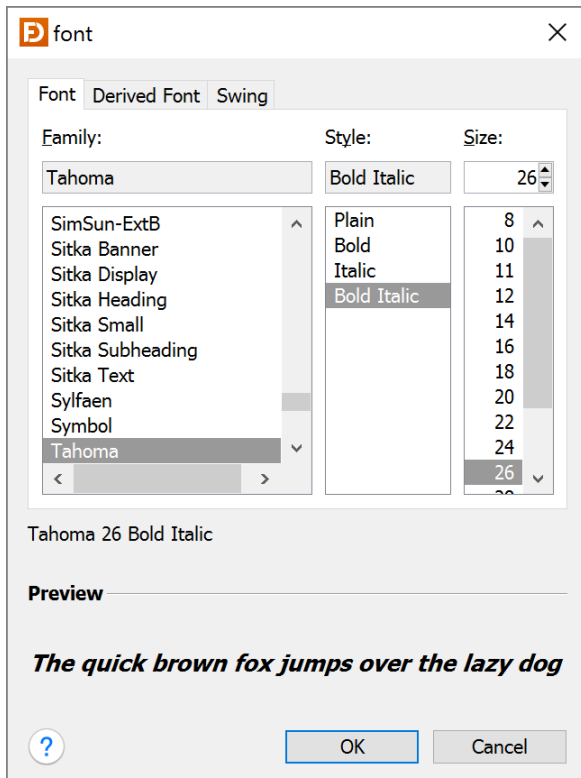 font
Font Derived Font Swing
Family: Style: Size:
Tahoma Bold Italic 26
SimSun-ExtB Plain 8
Sitka Banner Bold 10
Sitka Display Italic 11
Sitka Heading Bold Italic 12
Sitka Small 14
Sitka Subheading 16
Sitka Text 18
Sylfaen 20
Symbol 22
Tahoma 24
26
Tahoma 26 Bold Italic
Preview
The quick brown fox jumps over the lazy dog
? OK Cancel